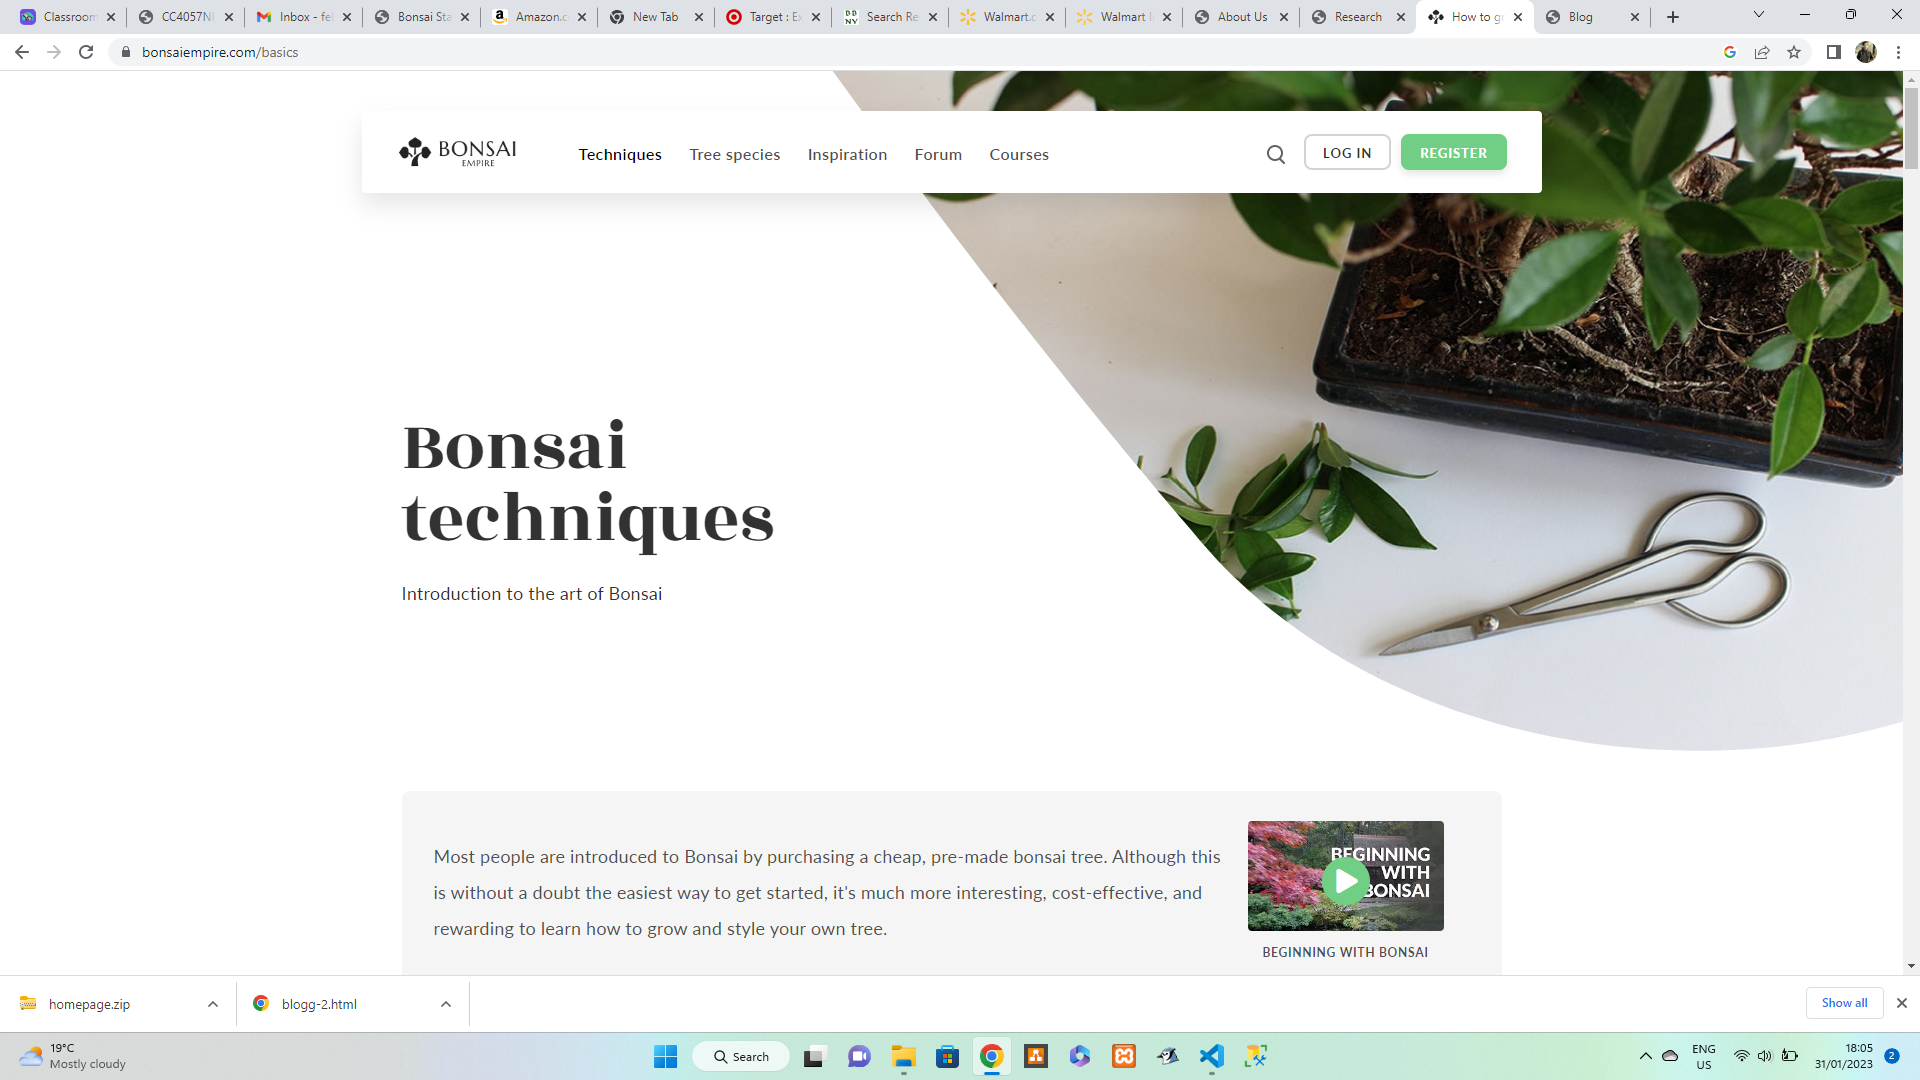 Classroom
CC4057NI
Inbox - fel
Bonsai Sta
Amazon.c
New Tab
Target : Ex
Search Re
Walmart.c
Walmart I
About Us
Research
How to gr
Blog
bonsaiempire.com/basics
BONSAI
EMPIRE
Techniques
Tree species
Inspiration
Forum
Courses
LOG IN
REGISTER
Bonsai
techniques
Introduction to the art of Bonsai
Most people are introduced to Bonsai by purchasing a cheap, pre-made bonsai tree. Although this
is without a doubt the easiest way to get started, it's much more interesting, cost-effective, and
rewarding to learn how to grow and style your own tree.
BEGINNING
WITH
BONSAI
BEGINNING WITH BONSAI
homepage.zip
blogg-2.html
Show all
19°C
Mostly cloudy
Search
ENG
US
18:05
31/01/2023
2